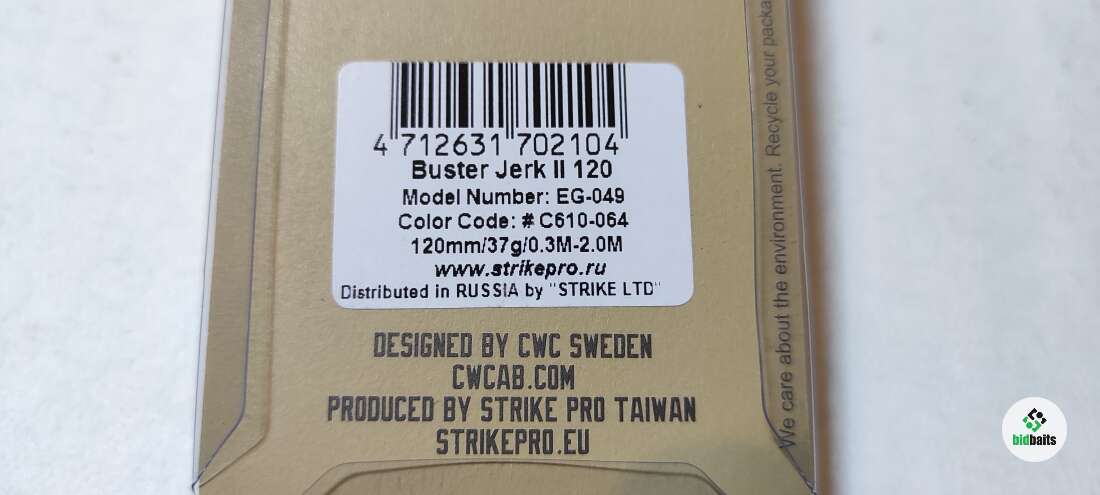 4 712631 702104
Buster Jerk II 120
Model Number: EG-049
Color Code: # C610-064
120mm/37g/0.3M-2.0M
www.strikepro.ru
Distributed in RUSSIA by "STRIKE LTD"
DESIGNED BY CWC SWEDEN
CWCAB.COM
PRODUCED BY STRIKE PRO TAIWAN
STRIKEPRO.EU
We care about the environment. Recycle your
bidbaits